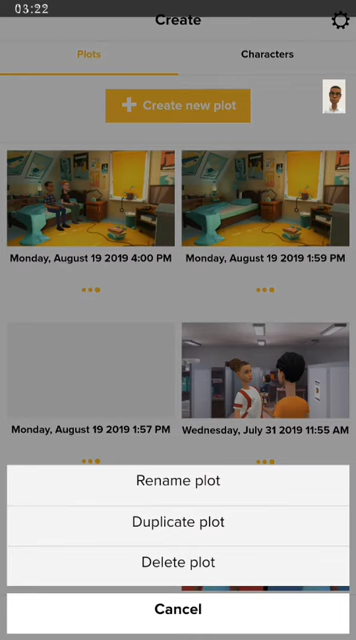 03:22
Create
Plots
Characters
Create new plot
Monday, August 19 2019 4:00 PM
Monday, August 19 2019 1:59 PM
Monday, August 19 2019 1:57 PM
Wednesday, July 31 2019 11:55 AM
Rename plot
Duplicate plot
Delete plot
Cancel